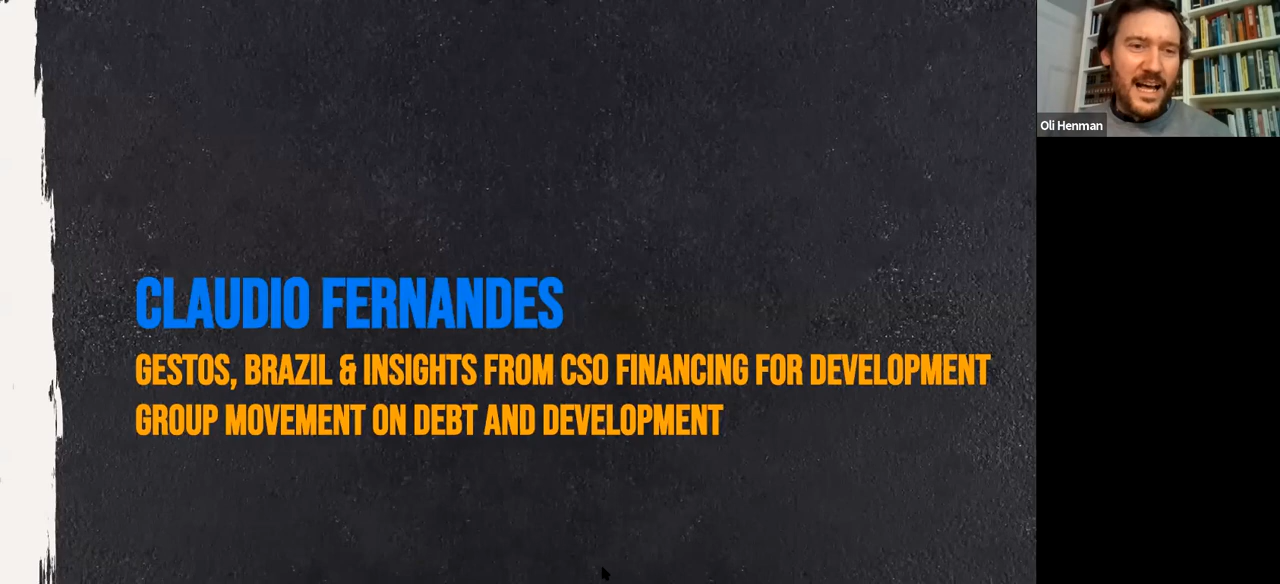 CLAUDIO FERNANDES
GESTOS, BRAZIL & INSIGHTS FROM CSO FINANCING FOR DEVELOPMENT
GROUP MOVEMENT ON DEBT AND DEVELOPMENT
Oli Henman